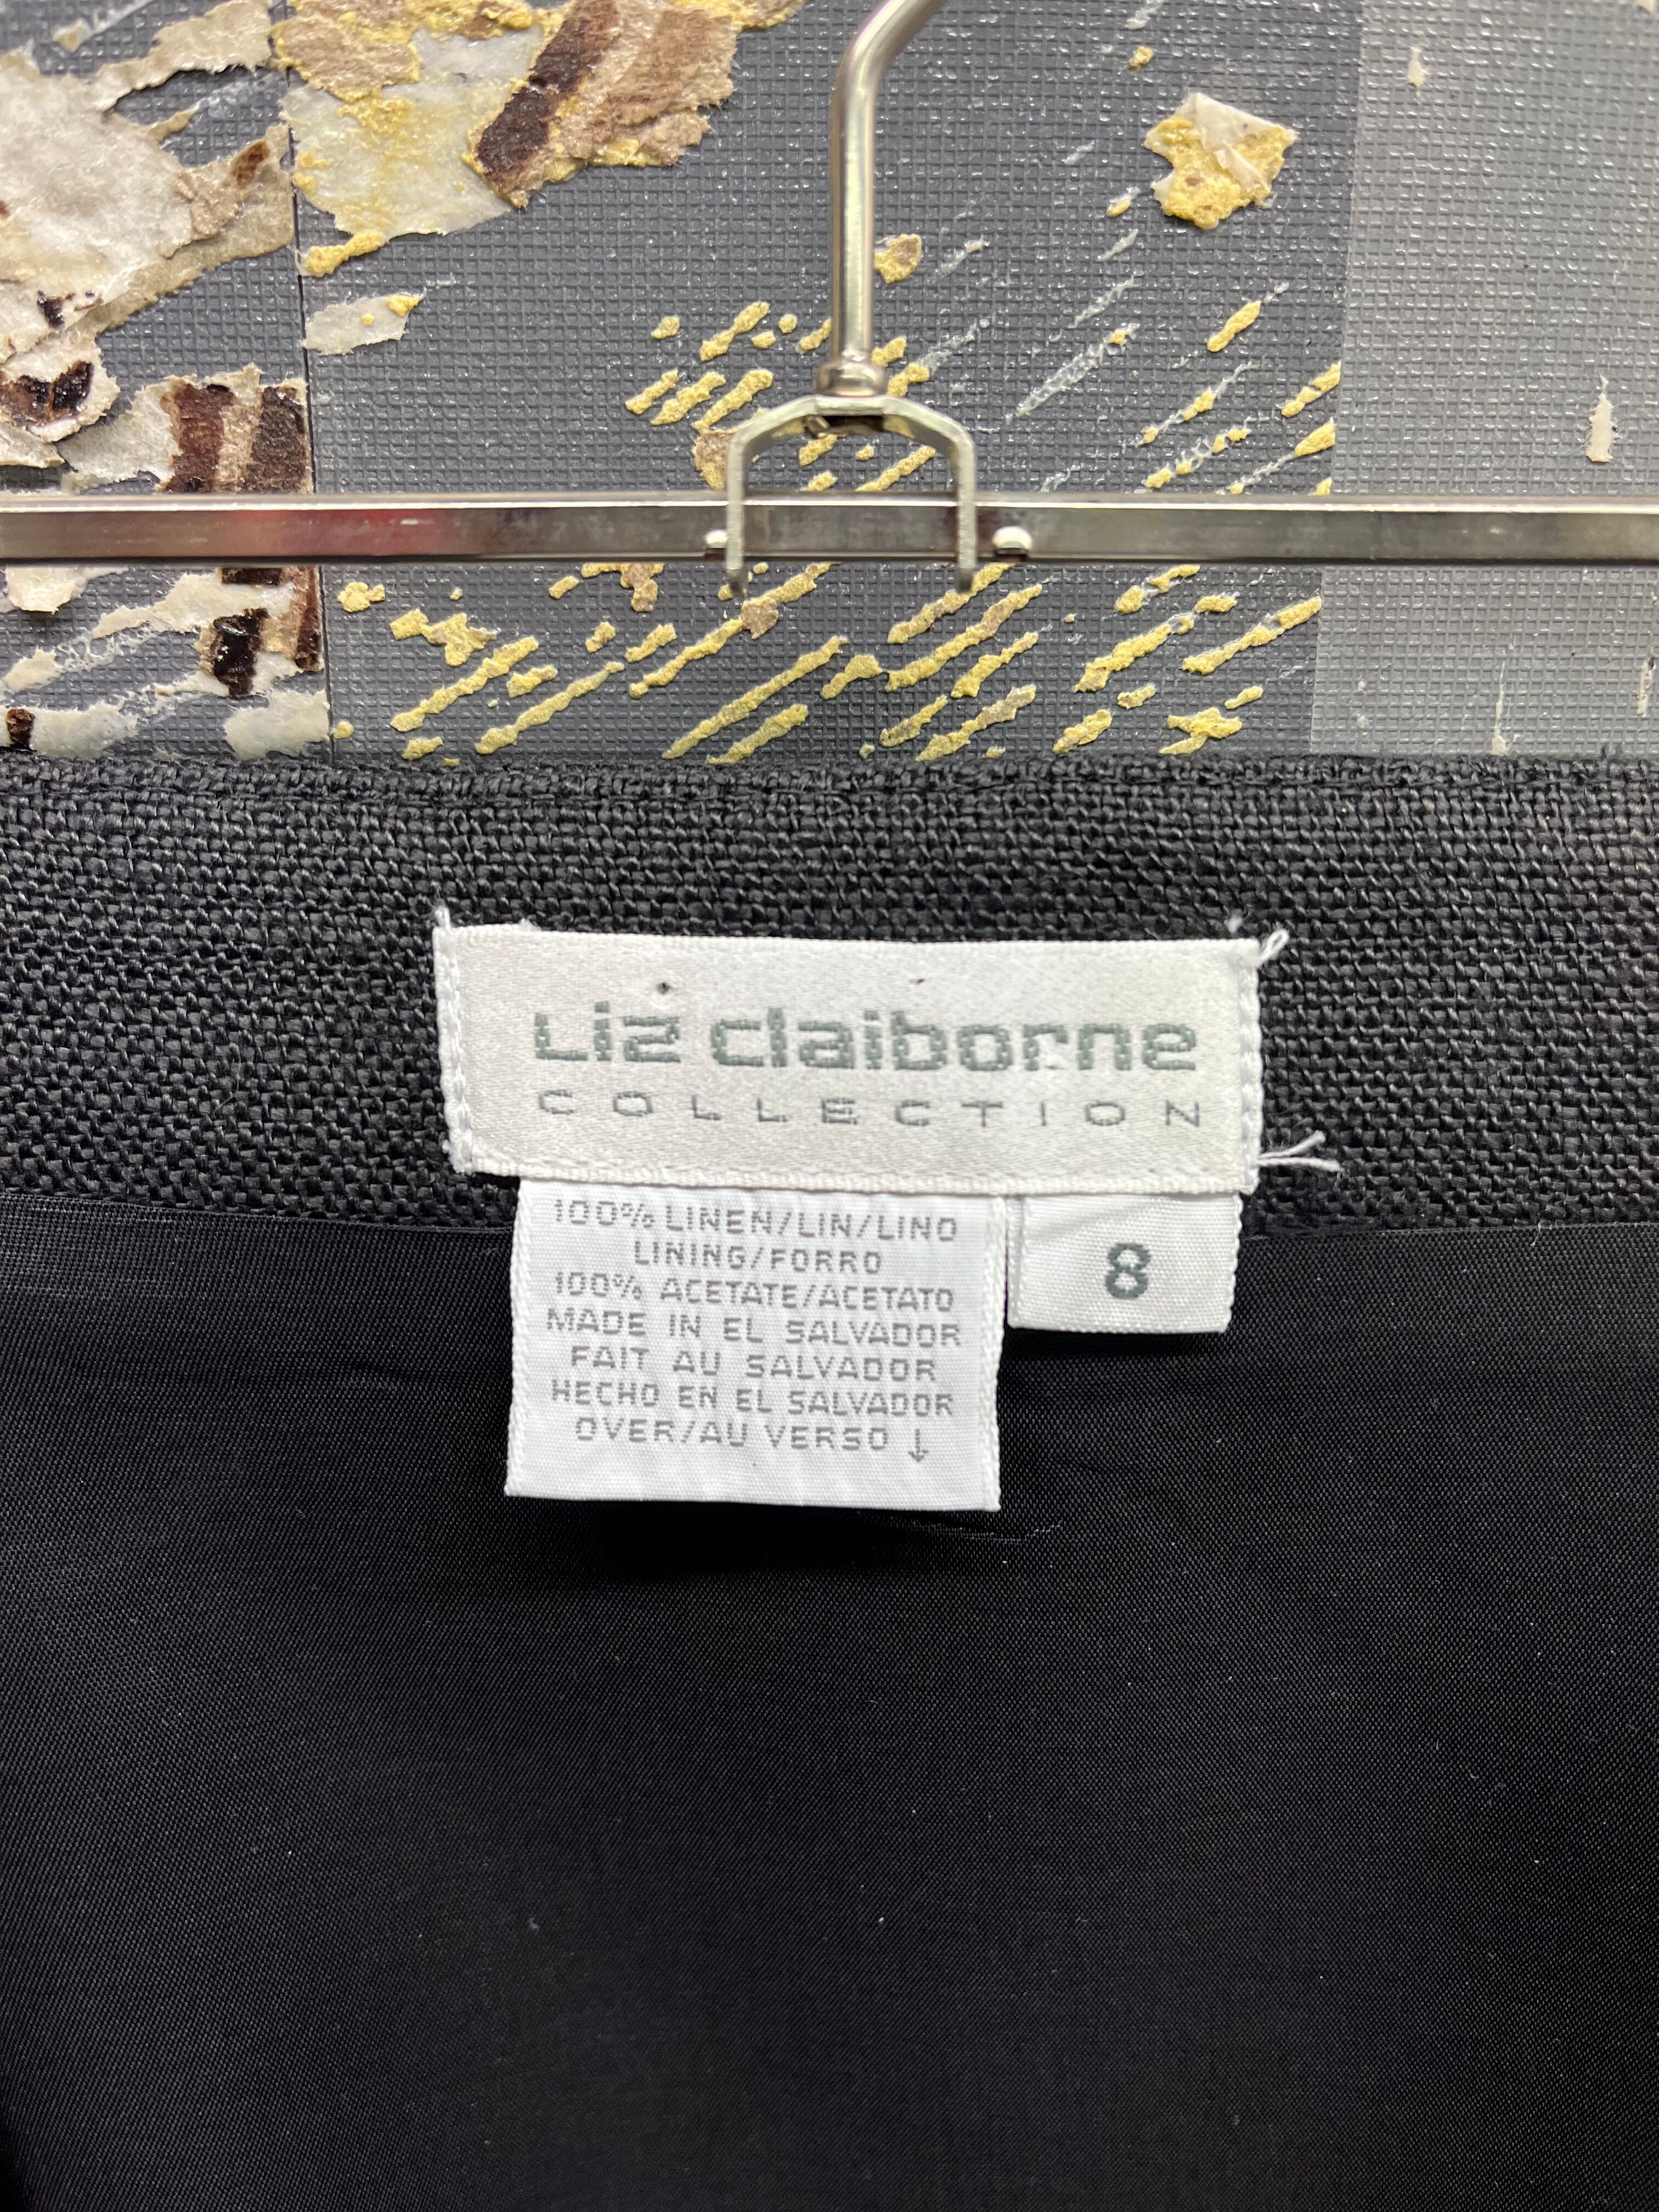 Liz claiborne
COLLECTION
100% LINEN/LIN/LINO
LINING/FORRO
100% ACETATE/ACETATO
MADE IN EL SALVADOR
FAIT AU SALVADOR
HECHO EN EL SALVADOR
OVER/AU VERSO ↓
8